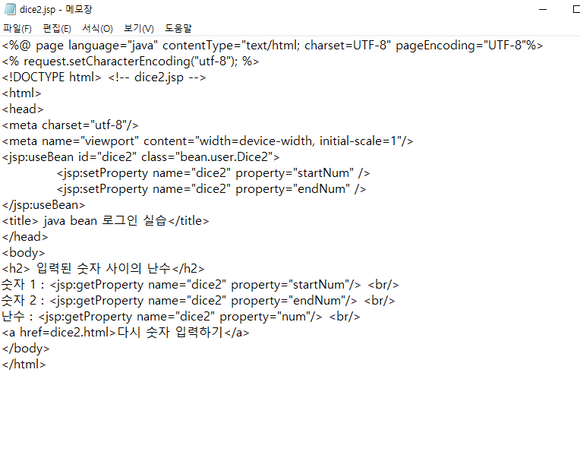 dice2.jsp - 메모장
파일(F) 편집(E) 서식(O) 보기(V) 도움말
<%@ page language="java" contentType="text/html; charset=UTF-8" pageEncoding="UTF-8"%>
<% request.setCharacterEncoding("utf-8"); %>
<!DOCTYPE html> <!-- dice2.jsp -->
<html>
<head>
<meta charset="utf-8"/>
<meta name="viewport" content="width=device-width, initial-scale=1"/>
<jsp:useBean id="dice2" class="bean.user.Dice2">
<jsp:setProperty name="dice2" property="startNum" />
<jsp:setProperty name="dice2" property="endNum" />
</jsp:useBean>
<title> java bean 로그인 실습</title>
</head>
<body>
<h2> 입력된 숫자 사이의 난수</h2>
숫자 1 : <jsp:getProperty name="dice2" property="startNum"/> <br/>
숫자 2 : <jsp:getProperty name="dice2" property="endNum"/> <br/>
난수 : <jsp:getProperty name="dice2" property="num"/> <br/>
<a href=dice2.html>다시 숫자 입력하기</a>
</body>
</html>